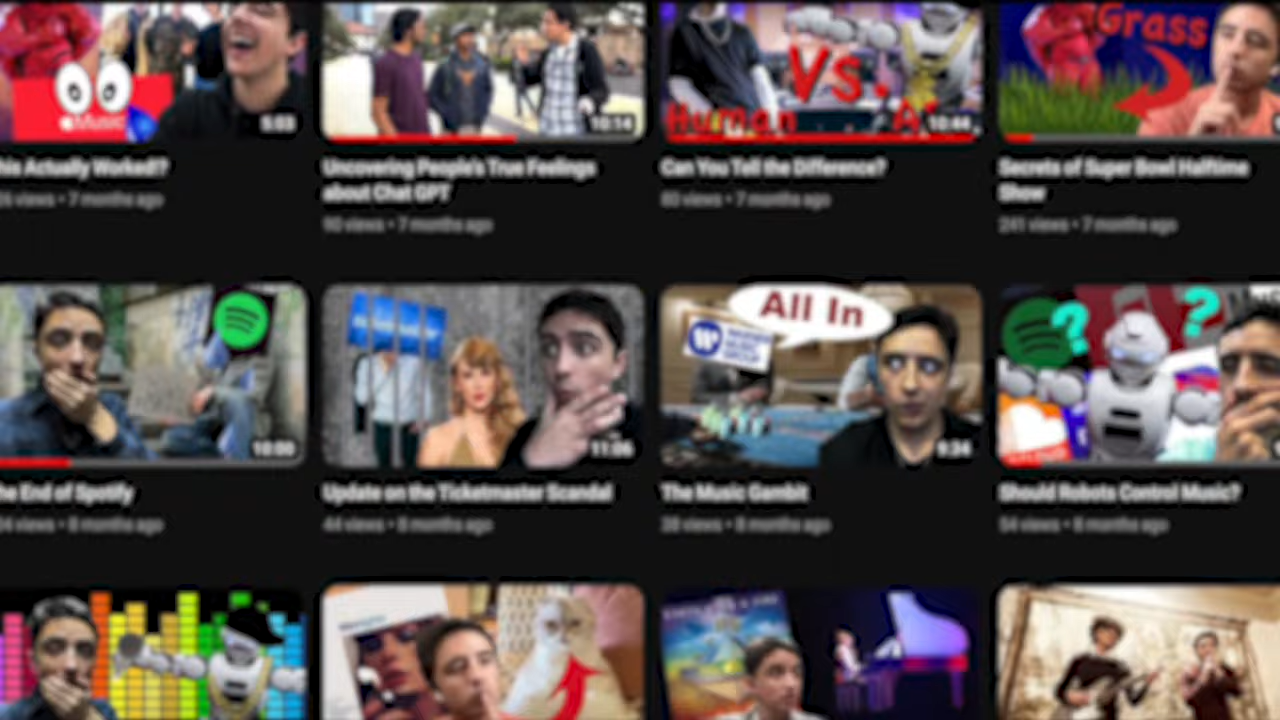 Music
5:03
10:14
Human
Vs.
10:44
Grass
his Actually Worked!?
views • 7 months ago
Uncovering People's True Feelings
about Chat GPT
90 views • 7 months ago
Can You Tell the Difference?
views • 7 months ago
Secrets of Super Bowl Halftime
Show
241 views • 7 months ago
10:00
11:06
All In
9:34
he End of Spotify
views • 8 months ago
Update on the Ticketmaster Scandal
44 views • 8 months ago
The Music Gambit
views • 8 months ago
Should Robots Control Music?
54 views • 8 months ago